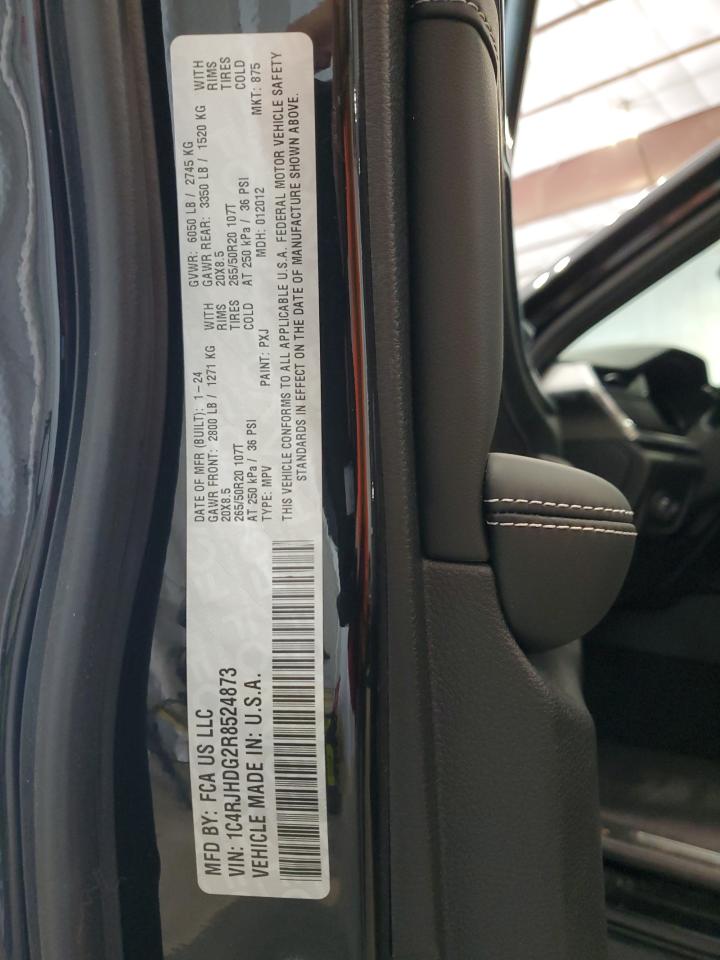 MFD BY: FCA US LLC
VIN: 1C4RJHDG2R8524873
VEHICLE MADE IN: U.S.A.
DATE OF MFR (BUILT): 1-24
GAWR FRONT: 2800 LB / 1271 KG WITH
20X8.5 RIMS
265/50R20 107T TIRES
AT 250 kPa / 36 PSI COLD
TYPE: MPV PAINT: PXJ
GVWR: 6050 LB / 2745 KG
GAWR REAR: 3350 LB / 1520 KG WITH
20X8.5 RIMS
265/50R20 107T TIRES
AT 250 kPa / 36 PSI COLD
MDH: 012012 MKT: 875
THIS VEHICLE CONFORMS TO ALL APPLICABLE U.S.A. FEDERAL MOTOR VEHICLE SAFETY
STANDARDS IN EFFECT ON THE DATE OF MANUFACTURE SHOWN ABOVE.